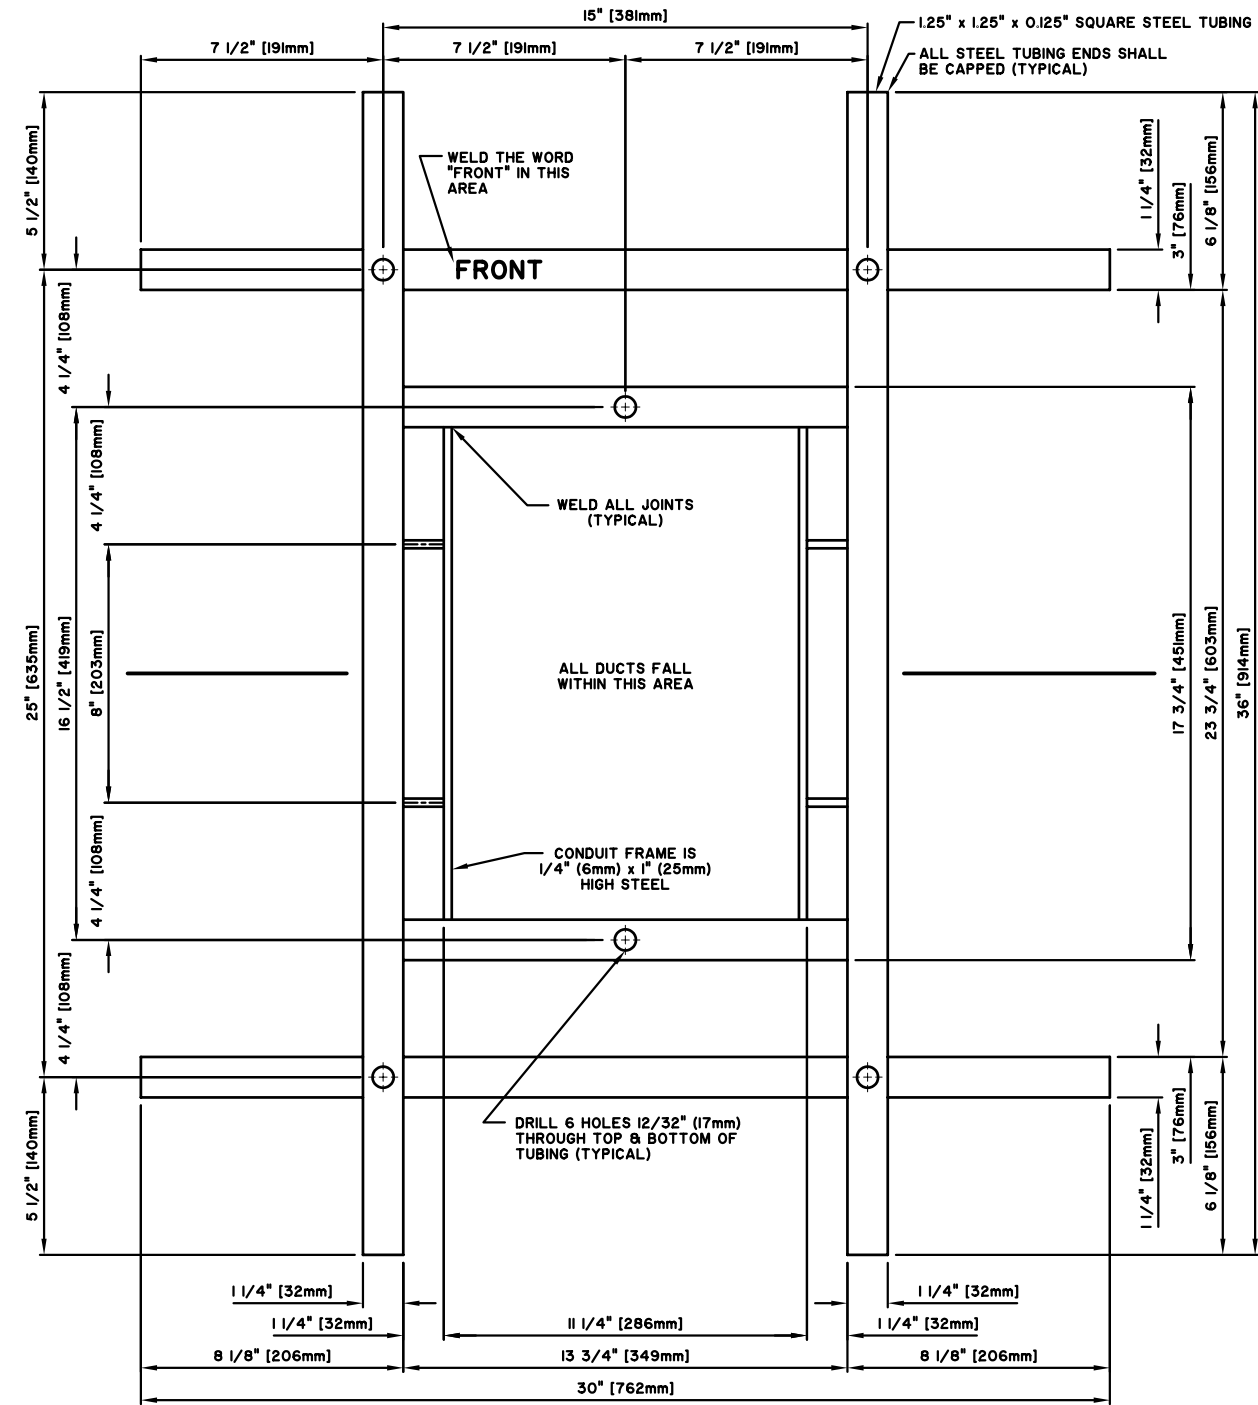 15" [381mm]
7 1/2" [191mm]
7 1/2" [191mm]
7 1/2" [191mm]
1.25" x 1.25" x 0.125" SQUARE STEEL TUBING
ALL STEEL TUBING ENDS SHALL
BE CAPPED (TYPICAL)
5 1/2" [140mm]
WELD THE WORD
"FRONT" IN THIS
AREA
1 1/4" [32mm]
3" [76mm]
6 1/8" [156mm]
FRONT
4 1/4" [108mm]
4 1/4" [108mm]
WELD ALL JOINTS
(TYPICAL)
25" [635mm]
16 1/2" [419mm]
8" [203mm]
ALL DUCTS FALL
WITHIN THIS AREA
17 3/4" [451mm]
23 3/4" [603mm]
36" [914mm]
4 1/4" [108mm]
CONDUIT FRAME IS
1/4" (6mm) x 1" (25mm)
HIGH STEEL
4 1/4" [108mm]
5 1/2" [140mm]
DRILL 6 HOLES 12/32" (17mm)
THROUGH TOP & BOTTOM OF
TUBING (TYPICAL)
1 1/4" [32mm]
3" [76mm]
6 1/8" [156mm]
1 1/4" [32mm]
1 1/4" [32mm]
1 1/4" [32mm]
11 1/4" [286mm]
1 1/4" [32mm]
8 1/8" [206mm]
13 3/4" [349mm]
8 1/8" [206mm]
30" [762mm]